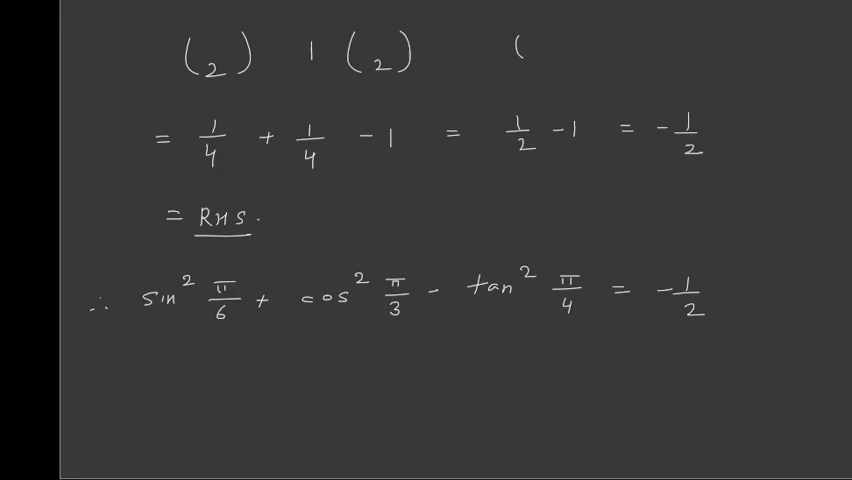 ( 2 ) ( 2 ) (
= 1/4 + 1/4 - 1 = 1/2 - 1 = - 1/2
= RHS.
∴ sin² π/6 + cos² π/3 - tan² π/4 = - 1/2